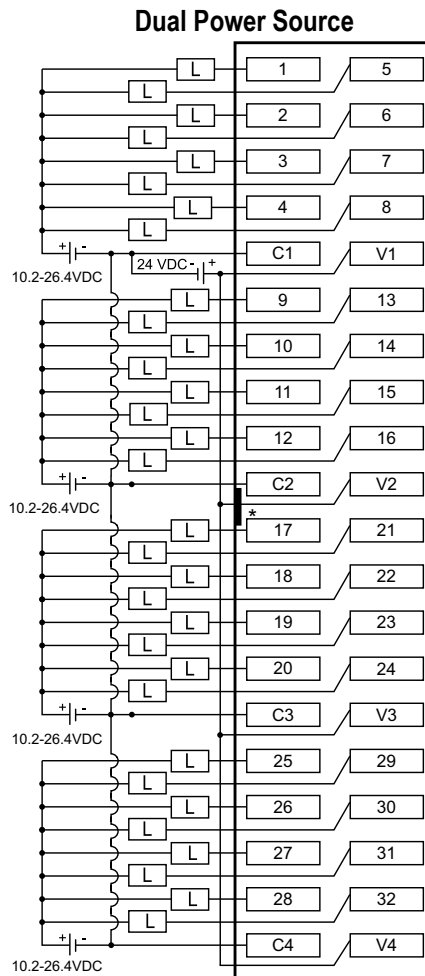 Dual Power Source
L 1 5
L
L 2 6
L
L 3 7
L
L 4 8
L
+ - 24 VDC - + C1 V1
10.2-26.4VDC
L 9 13
L
L 10 14
L
L 11 15
L
L 12 16
L
+ - C2 V2
10.2-26.4VDC
*
L 17 21
L
L 18 22
L
L 19 23
L
L 20 24
L
+ - C3 V3
10.2-26.4VDC
L 25 29
L
L 26 30
L
L 27 31
L
L 28 32
L
+ - C4 V4
10.2-26.4VDC